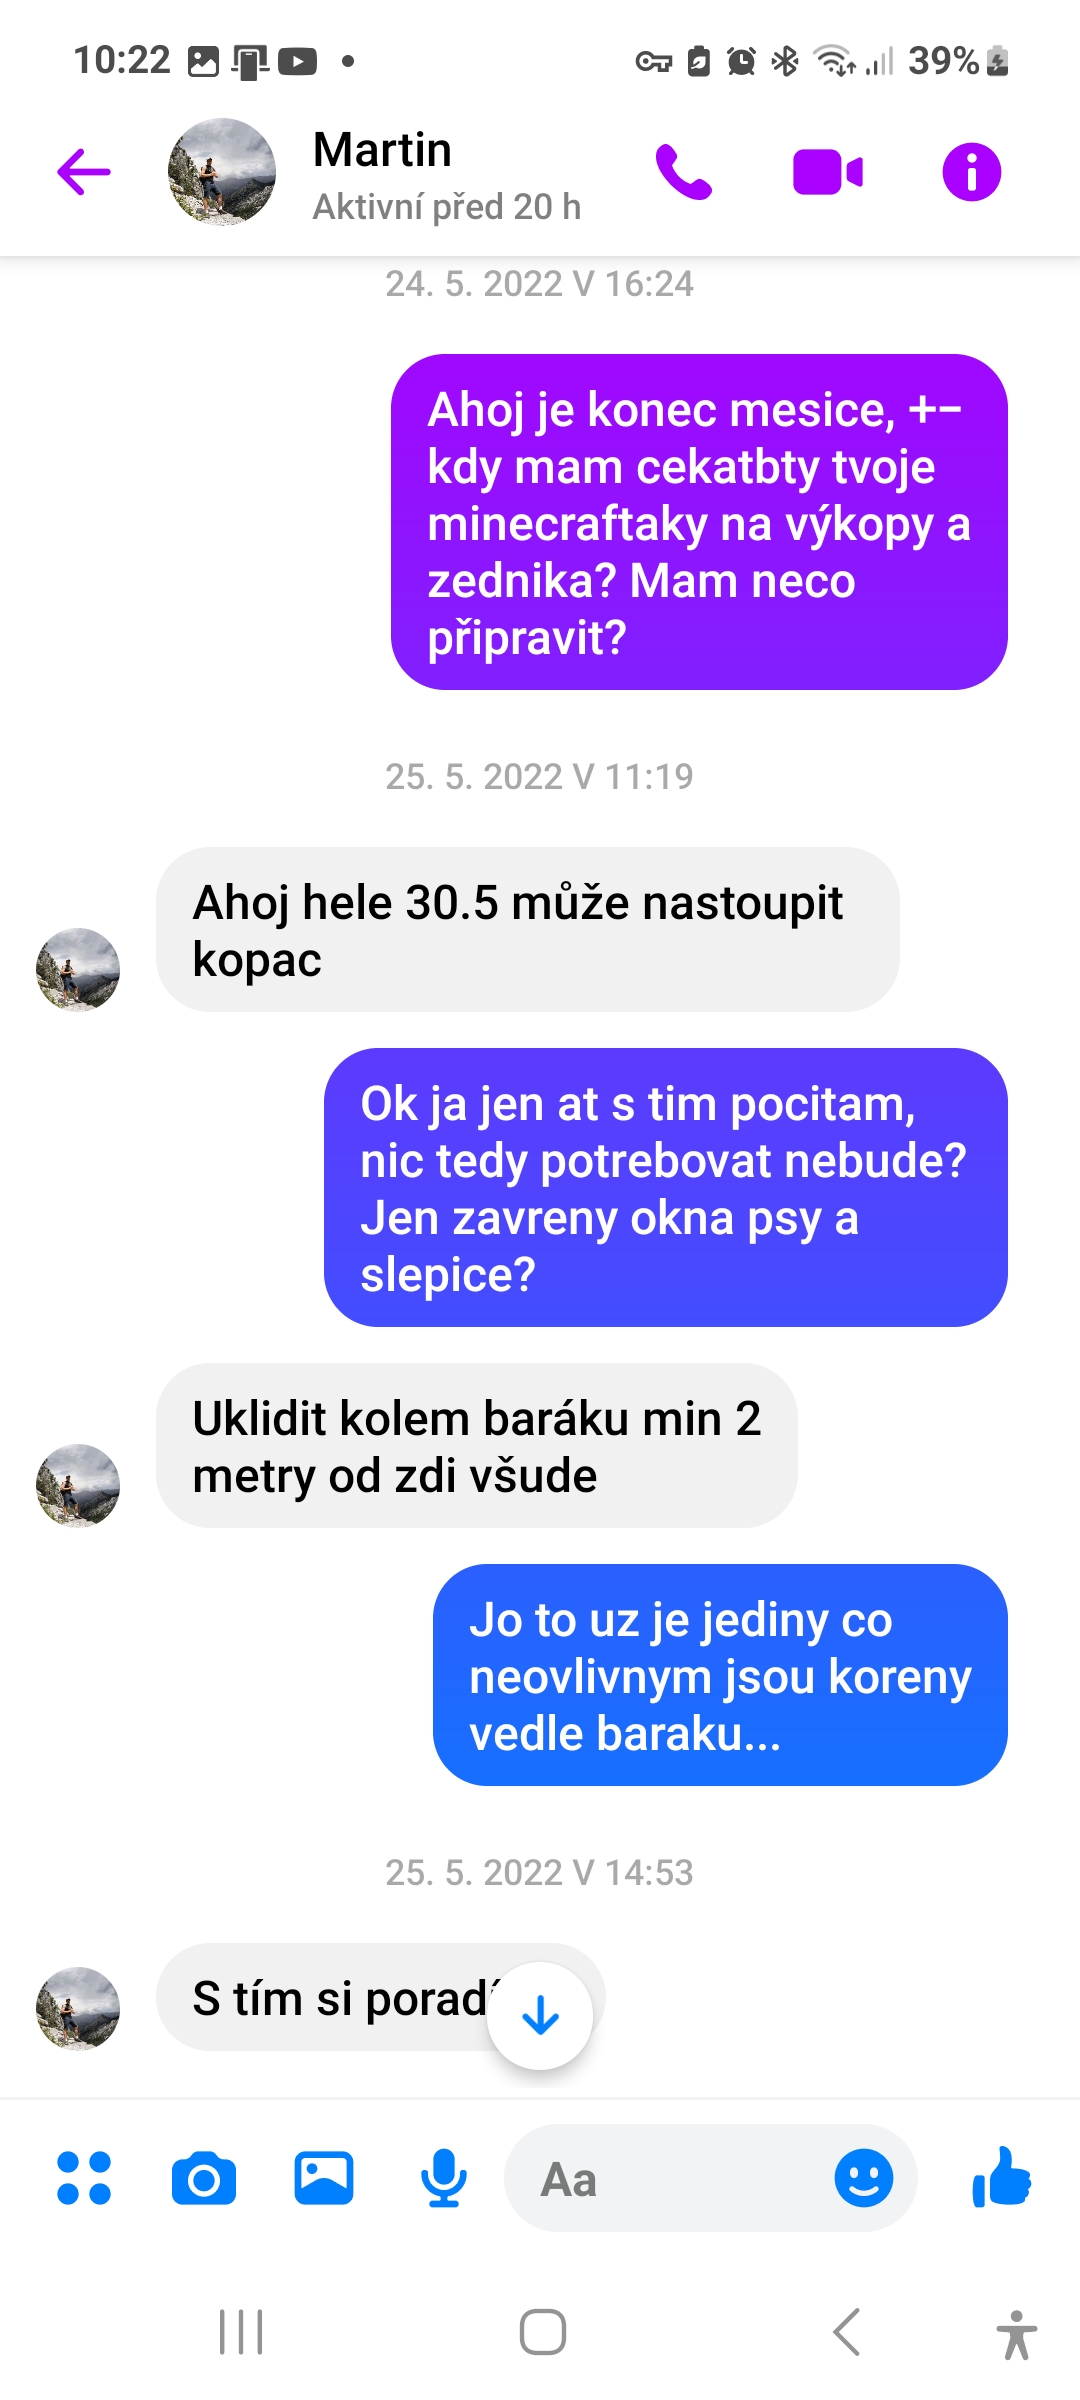 10:22
39%
Martin
Aktivní před 20 h
24. 5. 2022 V 16:24
Ahoj je konec mesice, +−
kdy mam cekatbty tvoje
minecraftaky na výkopy a
zednika? Mam neco
připravit?
25. 5. 2022 V 11:19
Ahoj hele 30.5 může nastoupit
kopac
Ok ja jen at s tim pocitam,
nic tedy potrebovat nebude?
Jen zavreny okna psy a
slepice?
Uklidit kolem baráku min 2
metry od zdi všude
Jo to uz je jediny co
neovlivnym jsou koreny
vedle baraku...
25. 5. 2022 V 14:53
S tím si
Aa